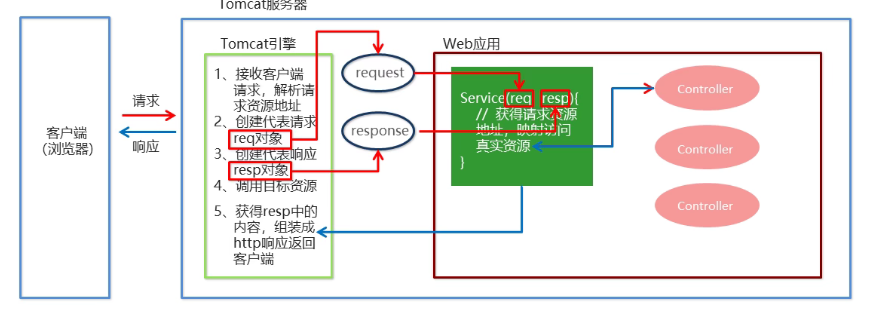 Tomcat服务器
Tomcat引擎
Web应用
1、接收客户端
请求，解析请
求资源地址
2、创建代表请求
req对象
3、创建代表响应
resp对象
4、调用目标资源
5、获得resp中的
内容，组装成
http响应返回
客户端
request
response
请求
响应
客户端
（浏览器）
Service(req resp){
// 获得请求资源
地址，映射访问
真实资源
}
Controller
Controller
Controller